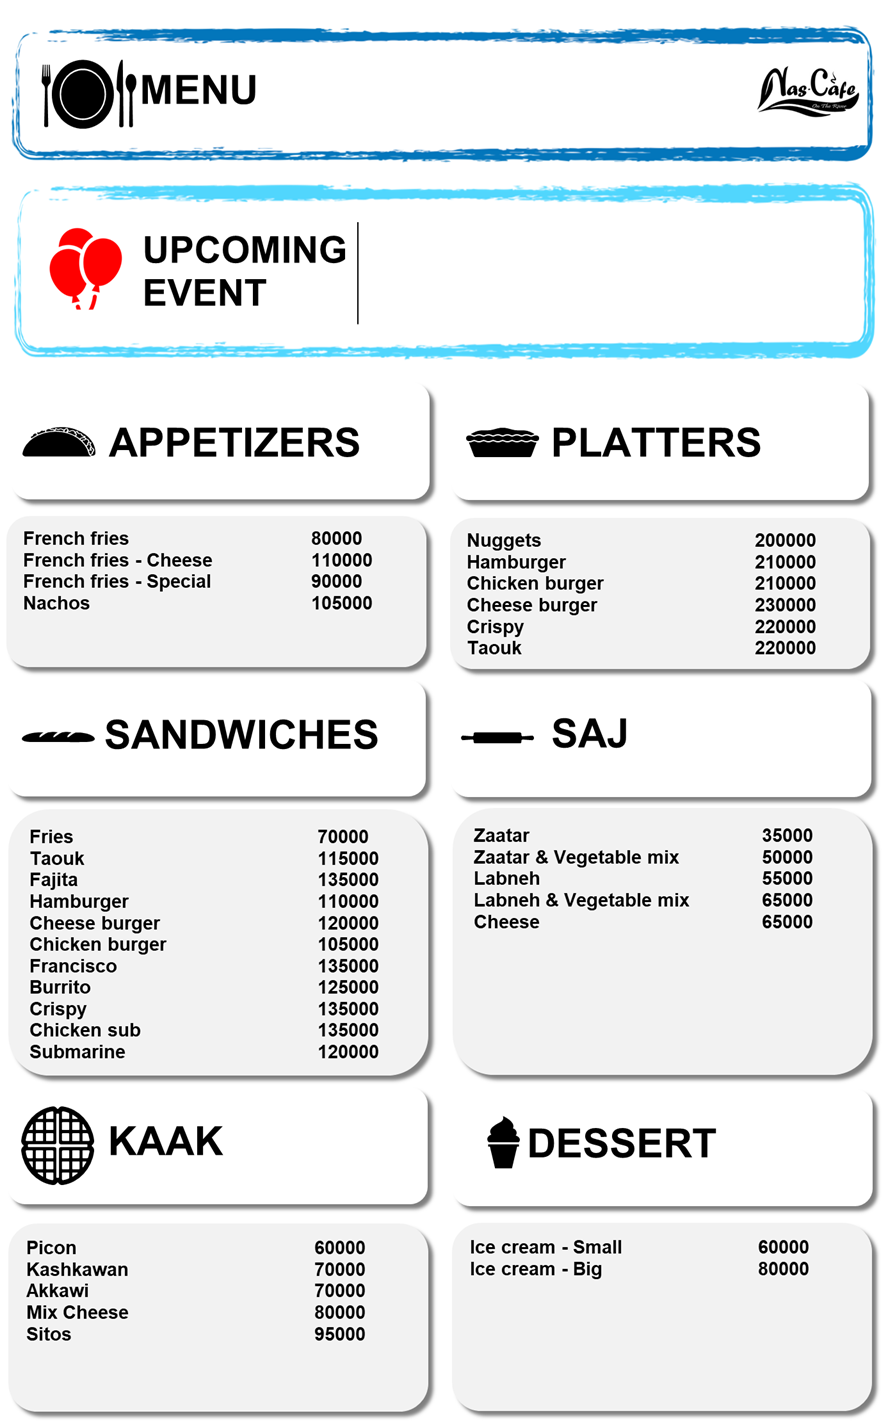 MENU
Nas Cafe
On The River
UPCOMING
EVENT
APPETIZERS
French fries 80000
French fries - Cheese 110000
French fries - Special 90000
Nachos 105000
PLATTERS
Nuggets 200000
Hamburger 210000
Chicken burger 210000
Cheese burger 230000
Crispy 220000
Taouk 220000
SANDWICHES
Fries 70000
Taouk 115000
Fajita 135000
Hamburger 110000
Cheese burger 120000
Chicken burger 105000
Francisco 135000
Burrito 125000
Crispy 135000
Chicken sub 135000
Submarine 120000
SAJ
Zaatar 35000
Zaatar & Vegetable mix 50000
Labneh 55000
Labneh & Vegetable mix 65000
Cheese 65000
KAAK
Picon 60000
Kashkawan 70000
Akkawi 70000
Mix Cheese 80000
Sitos 95000
DESSERT
Ice cream - Small 60000
Ice cream - Big 80000